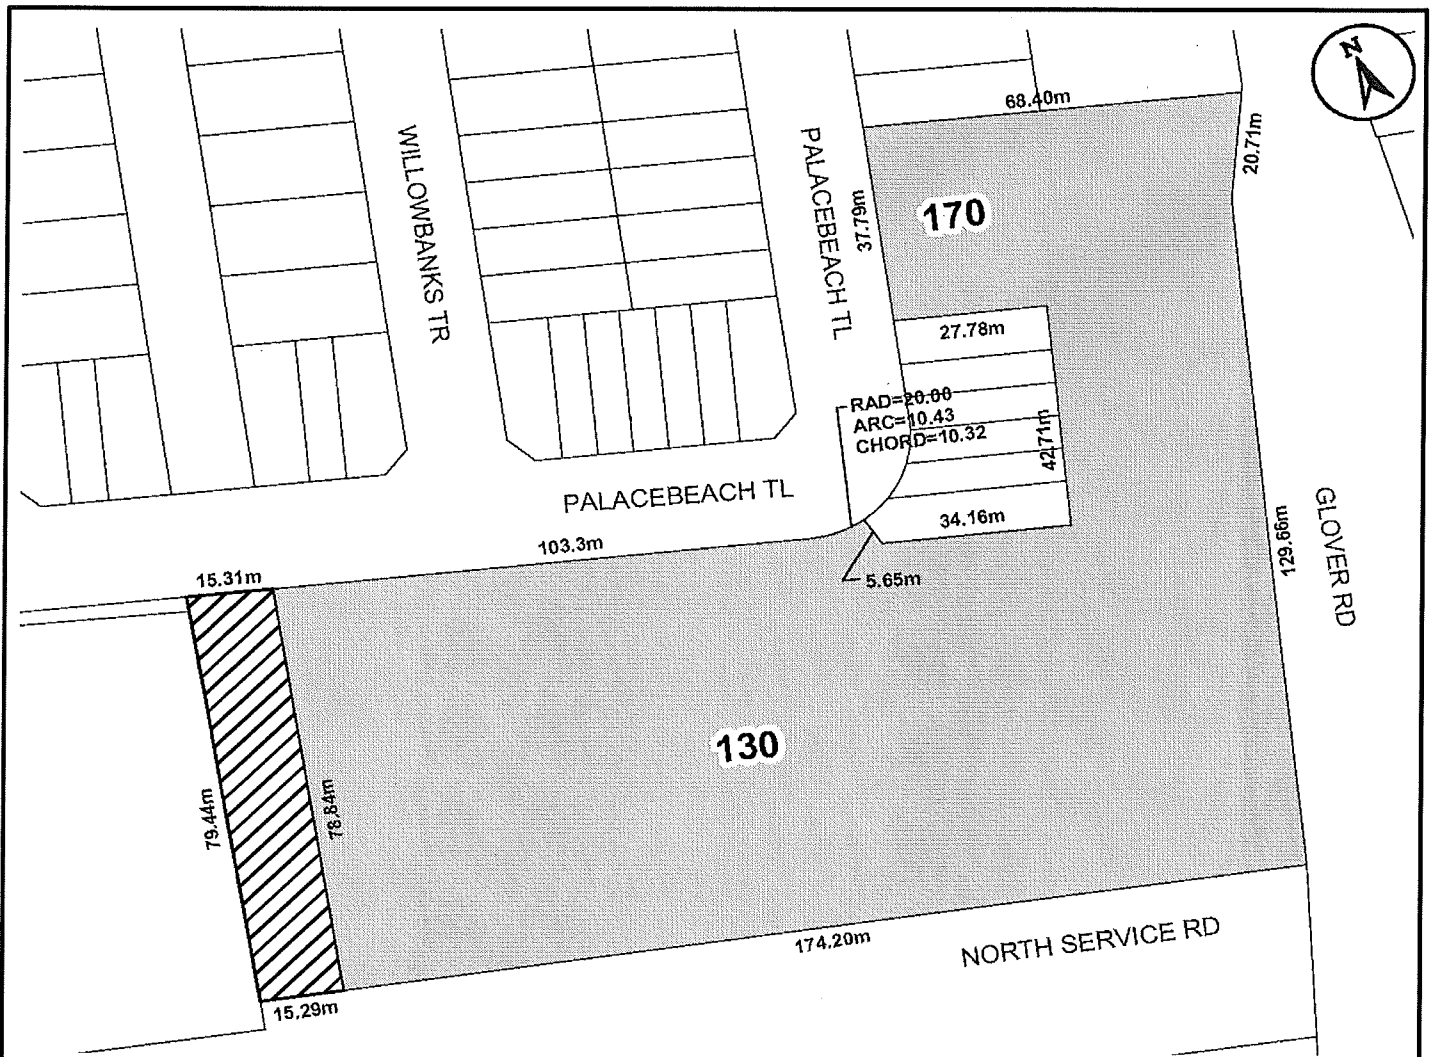 N
68.40m
20.71m
WILLOWBANKS TR
PALACEBEACH TL
37.79m
170
27.78m
RAD=20.00
ARC=10.43
CHORD=10.32
42.71m
PALACEBEACH TL
34.16m
GLOVER RD
129.66m
103.3m
15.31m
5.65m
130
79.44m
78.84m
174.20m
NORTH SERVICE RD
15.29m